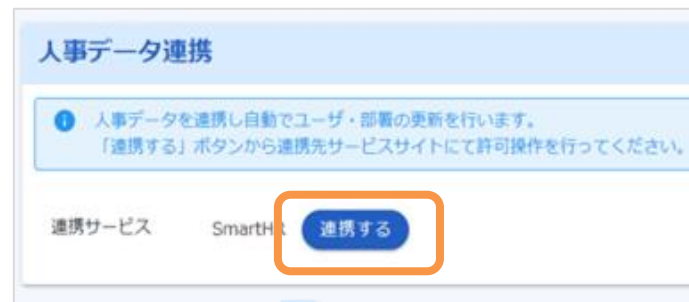 人事データ連携
人事データを連携し自動でユーザ・部署の更新を行います。
「連携する」ボタンから連携先サービスサイトにて許可操作を行ってください。
連携サービス SmartHR 連携する